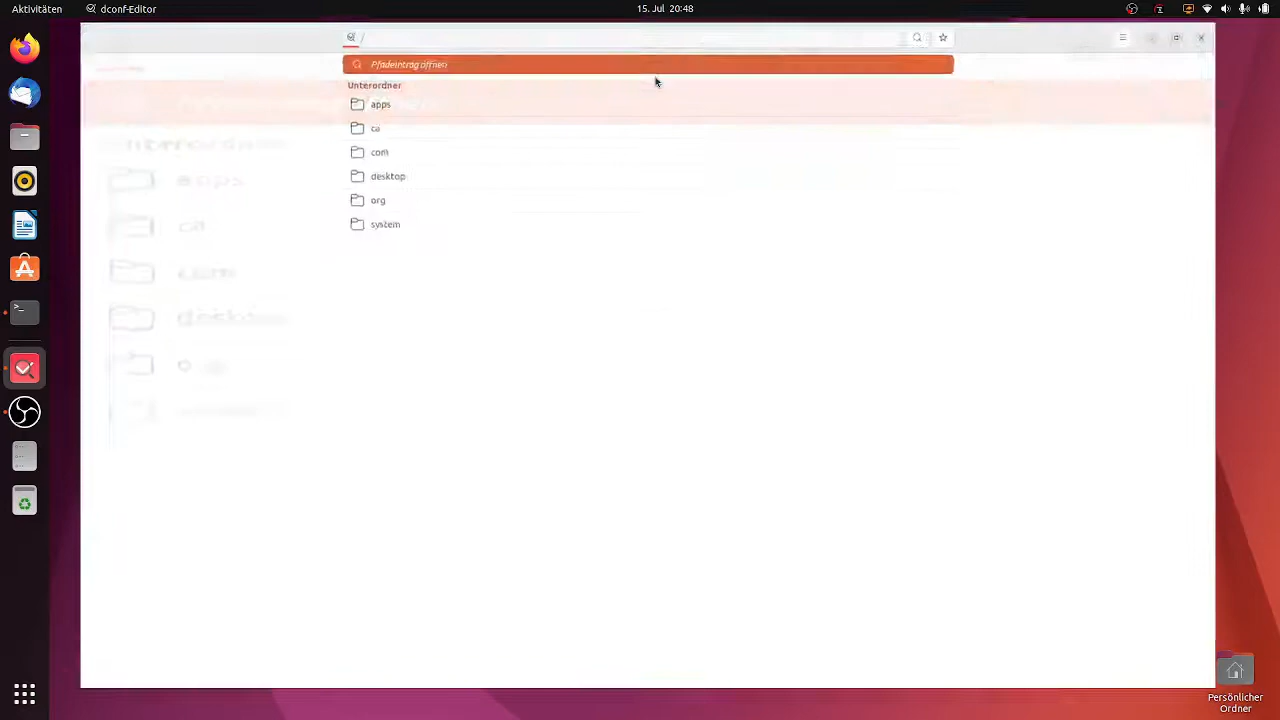 Aktivitäten dconf-Editor 15. Jul 20:48
/
Pfadeintrag öffnen
Unterordner
apps
ca
com
desktop
org
system
Persönlicher
Ordner